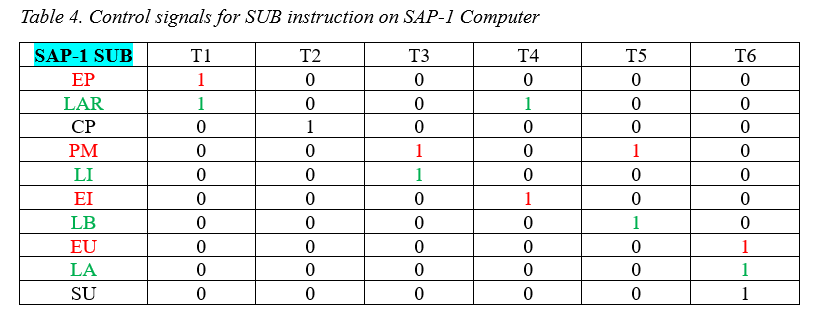 Table 4. Control signals for SUB instruction on SAP-1 Computer
SAP-1 SUB T1 T2 T3 T4 T5 T6
EP 1 0 0 0 0 0
LAR 1 0 0 1 0 0
CP 0 1 0 0 0 0
PM 0 0 1 0 1 0
LI 0 0 1 0 0 0
EI 0 0 0 1 0 0
LB 0 0 0 0 1 0
EU 0 0 0 0 0 1
LA 0 0 0 0 0 1
SU 0 0 0 0 0 1